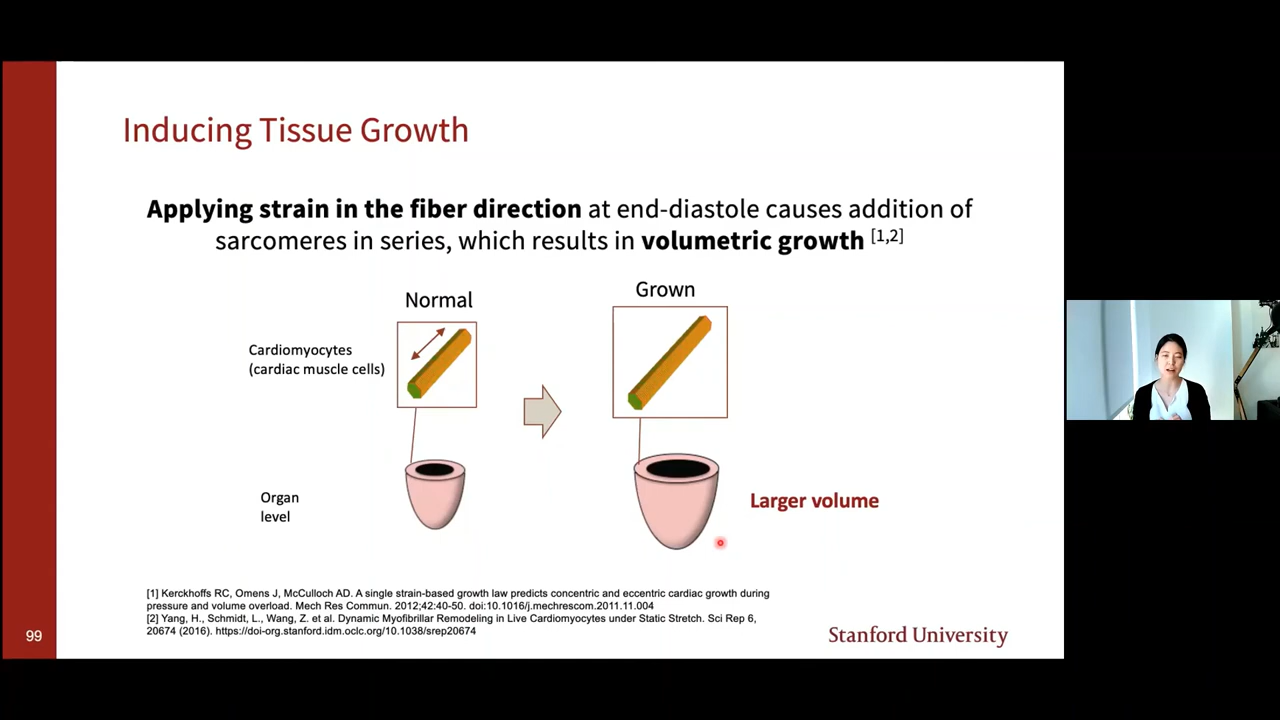 Inducing Tissue Growth
Applying strain in the fiber direction at end-diastole causes addition of
sarcomeres in series, which results in volumetric growth [1,2]
Normal
Grown
Cardiomyocytes
(cardiac muscle cells)
Organ
level
Larger volume
[1] Kerckhoffs RC, Omens J, McCulloch AD. A single strain-based growth law predicts concentric and eccentric cardiac growth during
pressure and volume overload. Mech Res Commun. 2012;42:40-50. doi:10.1016/j.mechrescom.2011.11.004
[2] Yang, H., Schmidt, L., Wang, Z. et al. Dynamic Myofibrillar Remodeling in Live Cardiomyocytes under Static Stretch. Sci Rep 6,
20674 (2016). https://doi-org.stanford.idm.oclc.org/10.1038/srep20674
99
Stanford University